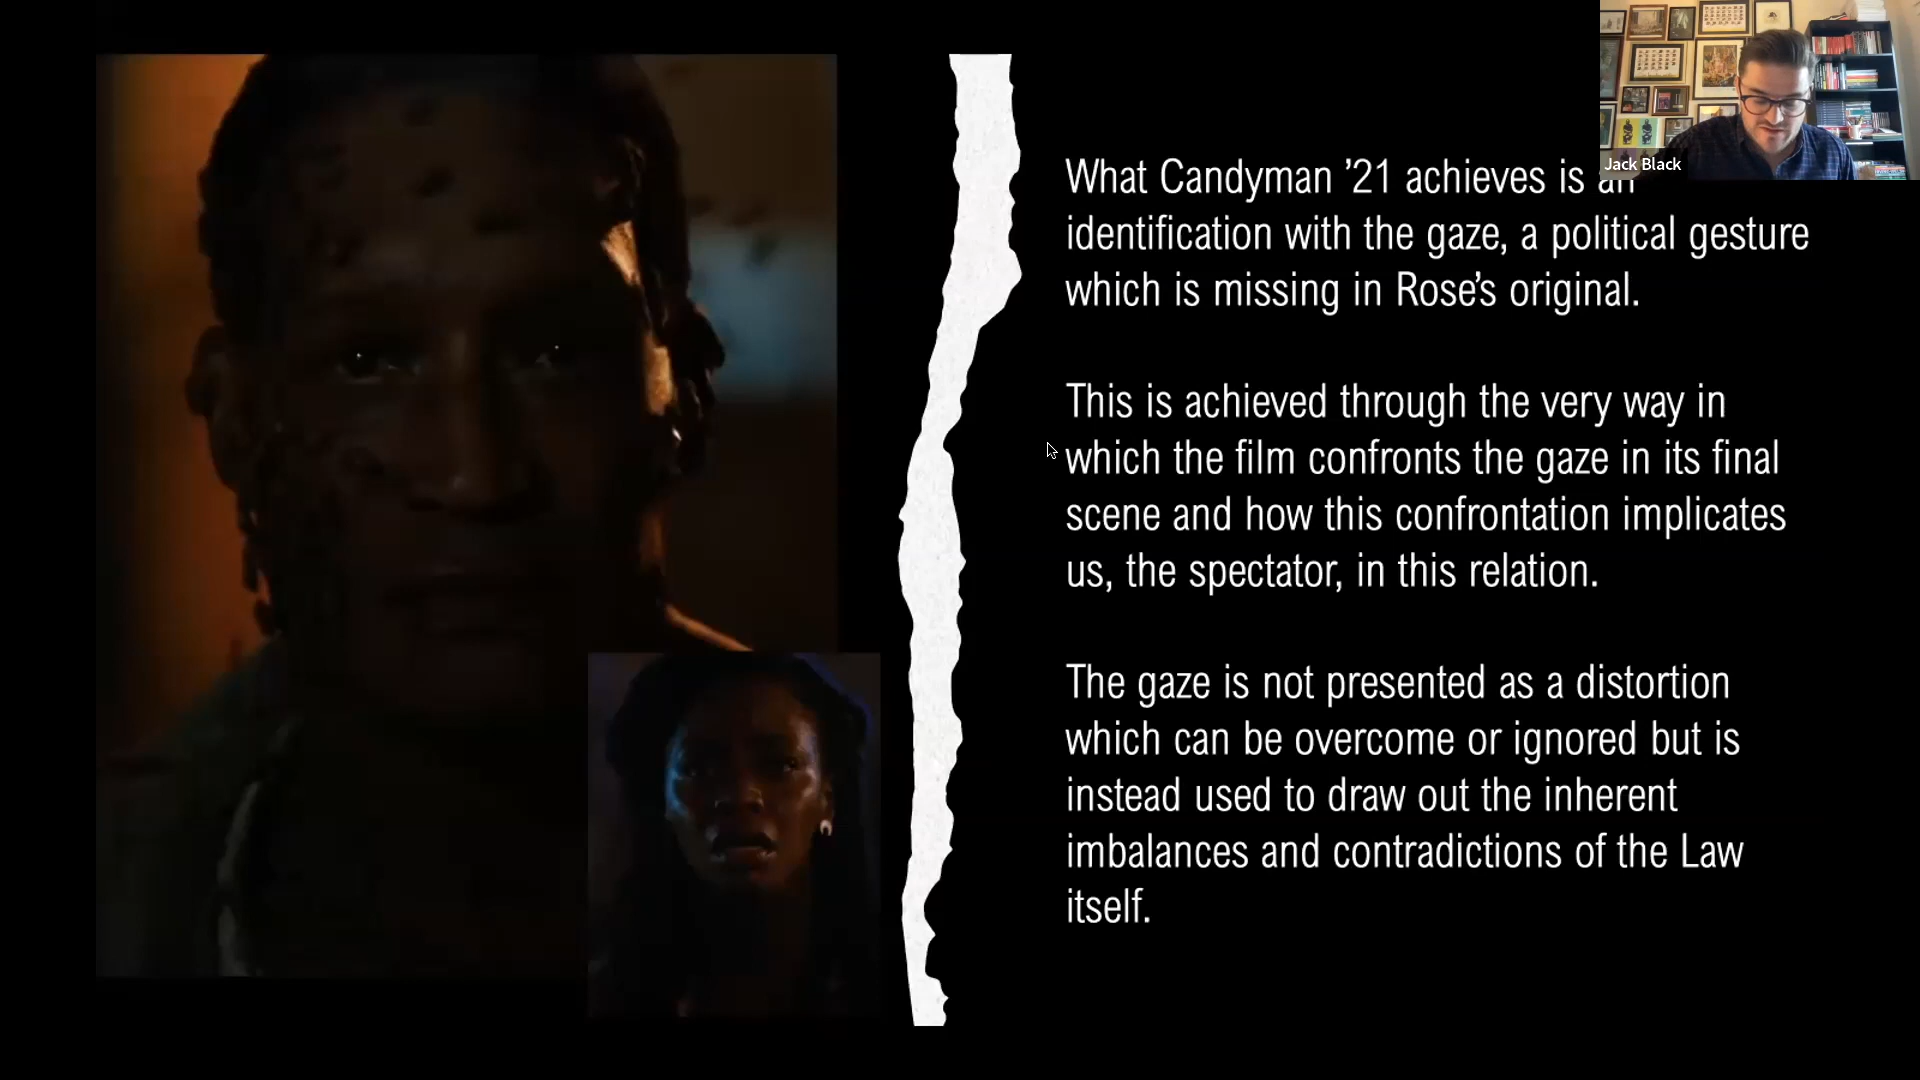 Jack Black
What Candyman ’21 achieves is an
identification with the gaze, a political gesture
which is missing in Rose’s original.
This is achieved through the very way in
which the film confronts the gaze in its final
scene and how this confrontation implicates
us, the spectator, in this relation.
The gaze is not presented as a distortion
which can be overcome or ignored but is
instead used to draw out the inherent
imbalances and contradictions of the Law
itself.